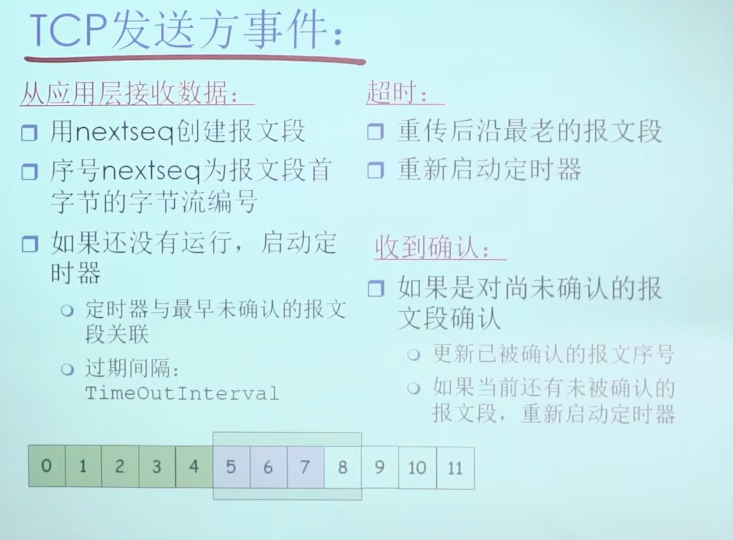 TCP发送方事件：
从应用层接收数据：
用nextseq创建报文段
序号nextseq为报文段首
字节的字节流编号
如果还没有运行，启动定
时器
定时器与最早未确认的报文
段关联
过期间隔：
TimeOutInterval
超时：
重传后沿最老的报文段
重新启动定时器
收到确认：
如果是对尚未确认的报
文段确认
更新已被确认的报文序号
如果当前还有未被确认的
报文段，重新启动定时器
0 1 2 3 4 5 6 7 8 9 10 11